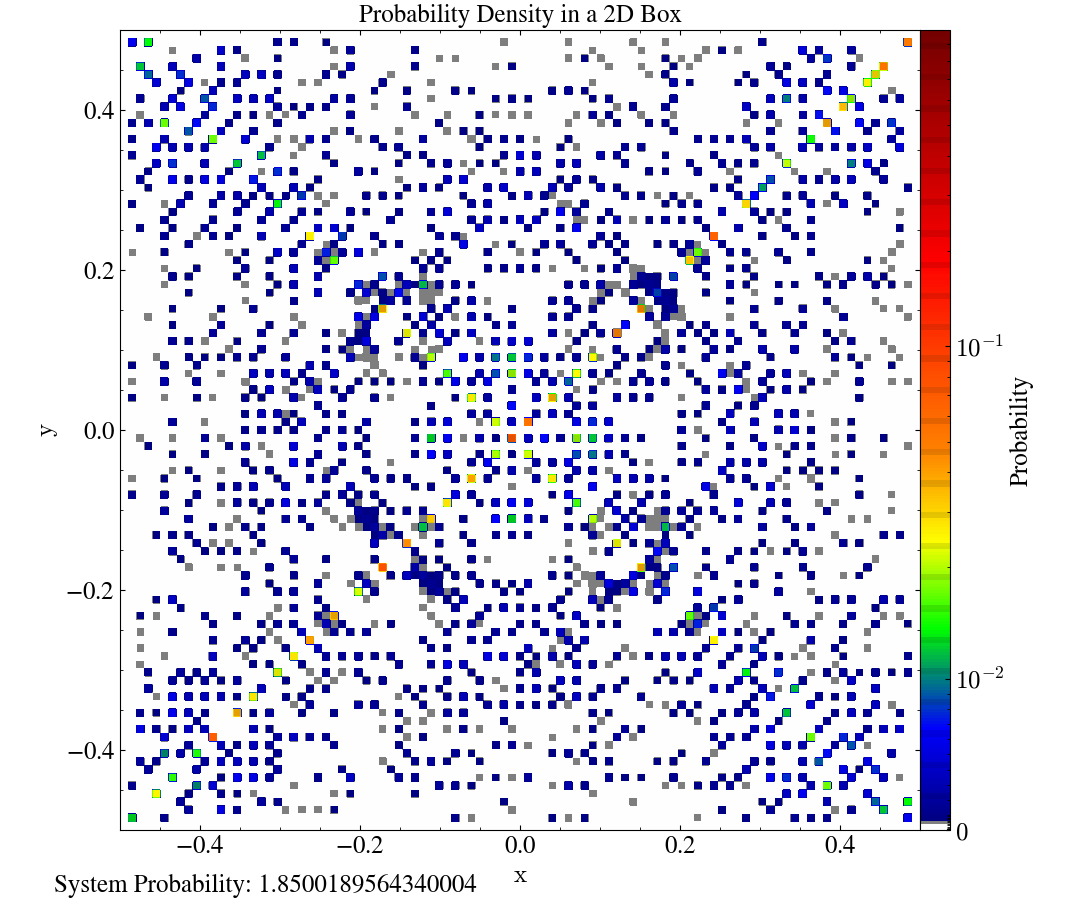 Probability Density in a 2D Box
0.4
0.2
0.0
−0.2
−0.4
y
−0.4 −0.2 0.0 0.2 0.4
x
10⁻¹
10⁻²
0
Probability
System Probability: 1.8500189564340004